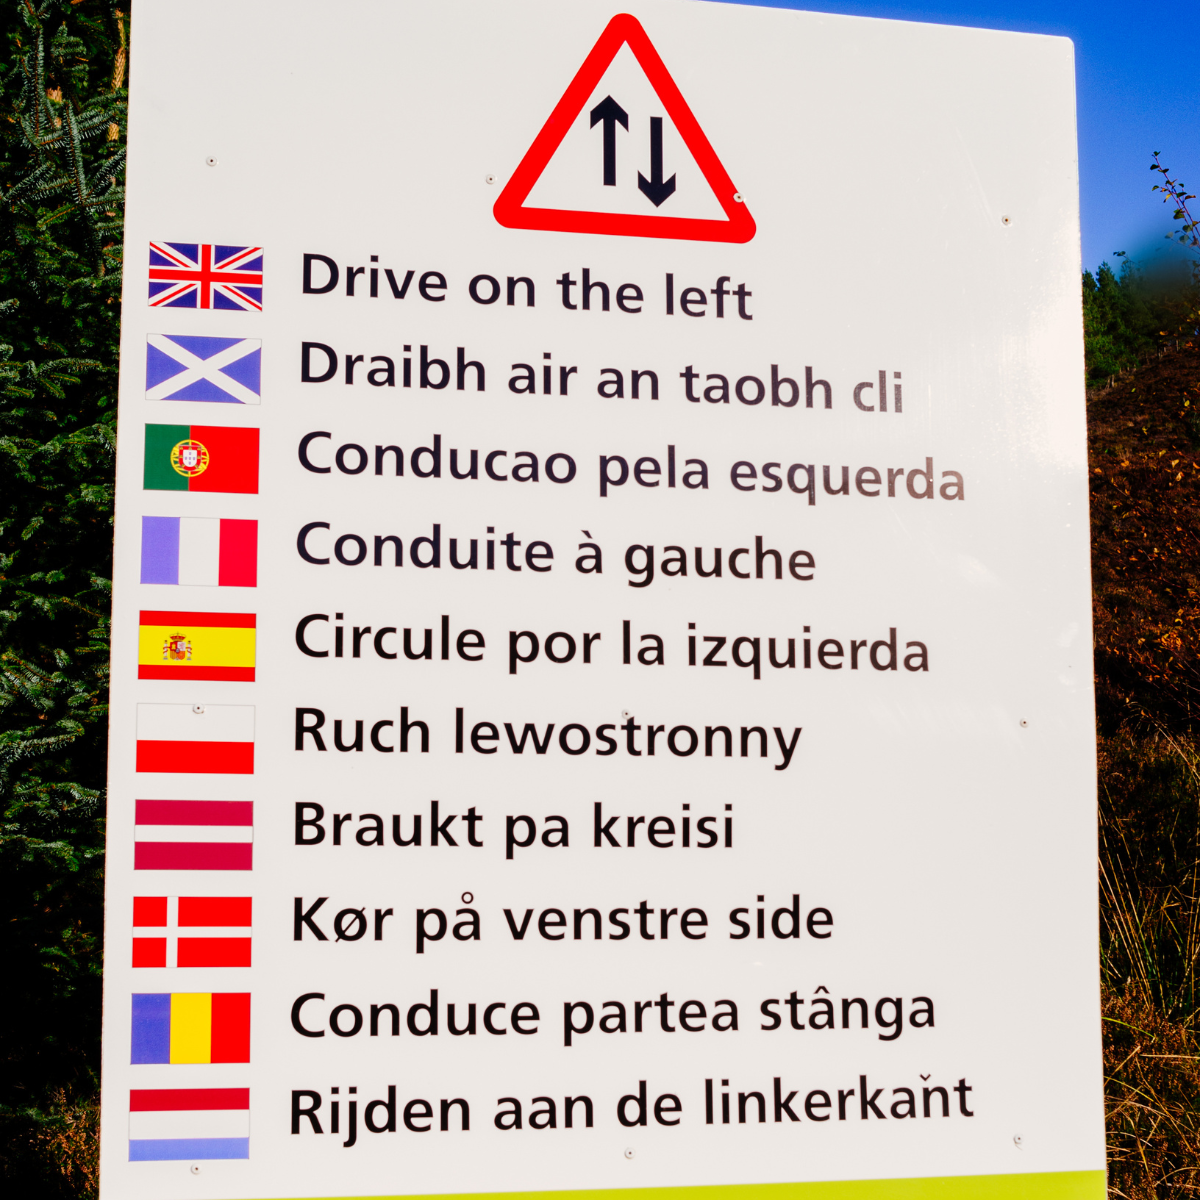 Drive on the left
Draibh air an taobh cli
Conducao pela esquerda
Conduite à gauche
Circule por la izquierda
Ruch lewostronny
Braukt pa kreisi
Kør på venstre side
Conduce partea stânga
Rijden aan de linkerkant